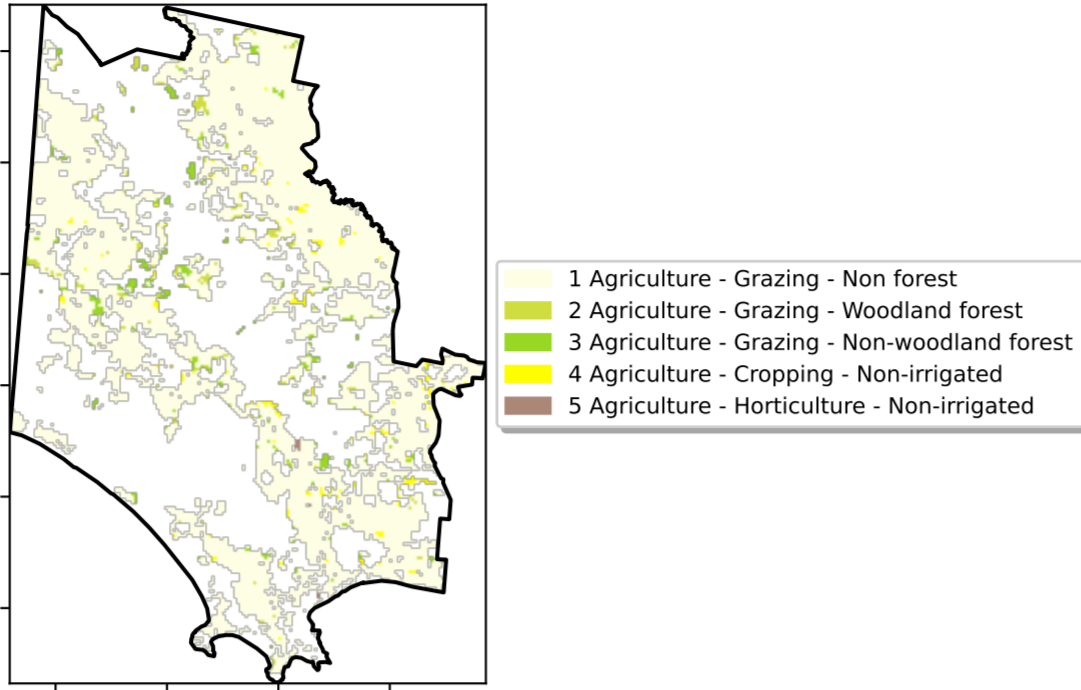 1 Agriculture - Grazing - Non forest
2 Agriculture - Grazing - Woodland forest
3 Agriculture - Grazing - Non-woodland forest
4 Agriculture - Cropping - Non-irrigated
5 Agriculture - Horticulture - Non-irrigated